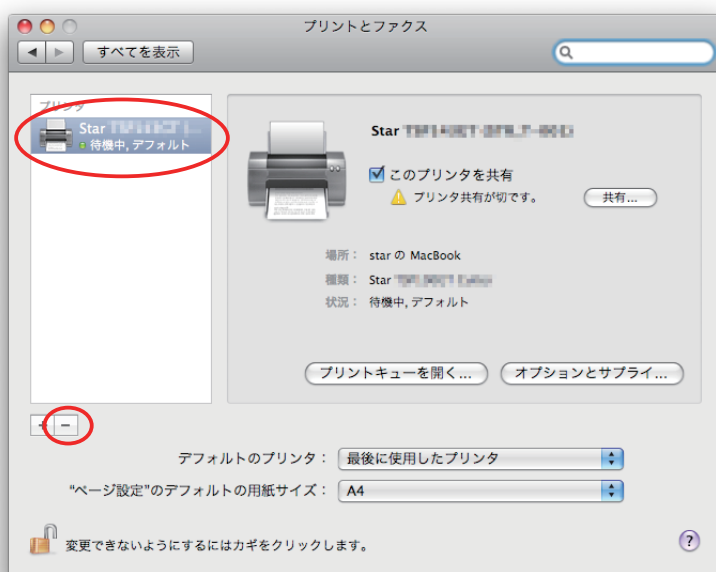 プリントとファクス
すべてを表示
プリンタ
Star
待機中, デフォルト
Star
このプリンタを共有
プリンタ共有が切です。
共有...
場所： star の MacBook
種類： Star
状況： 待機中, デフォルト
プリントキューを開く...
オプションとサプライ...
+ −
デフォルトのプリンタ： 最後に使用したプリンタ
"ページ設定"のデフォルトの用紙サイズ： A4
変更できないようにするにはカギをクリックします。
?